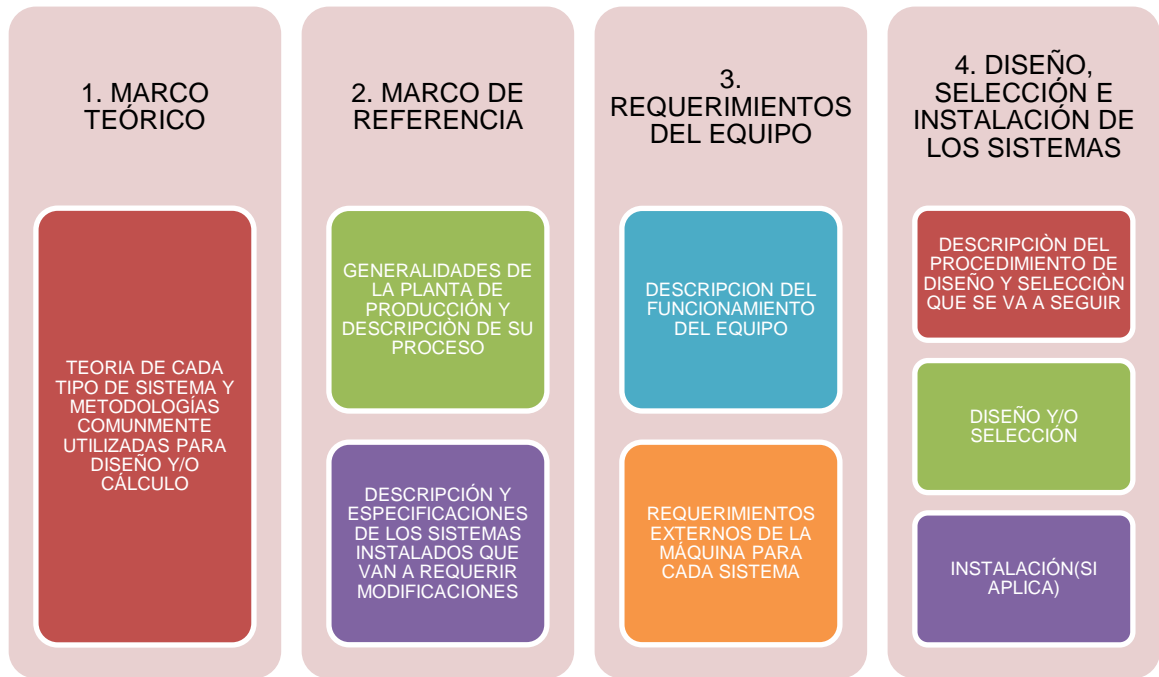 1. MARCO
TEÓRICO
TEORIA DE CADA
TIPO DE SISTEMA Y
METODOLOGÍAS
COMUNMENTE
UTILIZADAS PARA
DISEÑO Y/O
CÁLCULO
2. MARCO DE
REFERENCIA
GENERALIDADES DE
LA PLANTA DE
PRODUCCIÓN Y
DESCRIPCIÒN DE SU
PROCESO
DESCRIPCIÓN Y
ESPECIFICACIONES
DE LOS SISTEMAS
INSTALADOS QUE
VAN A REQUERIR
MODIFICACIONES
3.
REQUERIMIENTOS
DEL EQUIPO
DESCRIPCION DEL
FUNCIONAMIENTO
DEL EQUIPO
REQUERIMIENTOS
EXTERNOS DE LA
MÁQUINA PARA
CADA SISTEMA
4. DISEÑO,
SELECCIÓN E
INSTALACIÓN DE
LOS SISTEMAS
DESCRIPCIÒN DEL
PROCEDIMIENTO DE
DISEÑO Y SELECCIÒN
QUE SE VA A SEGUIR
DISEÑO Y/O
SELECCIÓN
INSTALACIÓN(SI
APLICA)